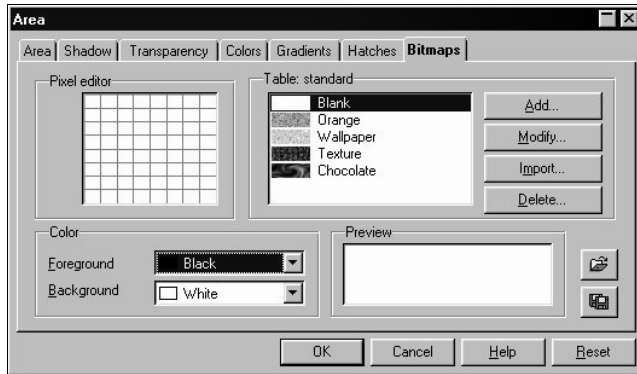 Area
Area Shadow Transparency Colors Gradients Hatches Bitmaps
Pixel editor
Table: standard
Blank
Orange
Wallpaper
Texture
Chocolate
Add...
Modify...
Import...
Delete...
Color
Foreground Black
Background White
Preview
OK Cancel Help Reset